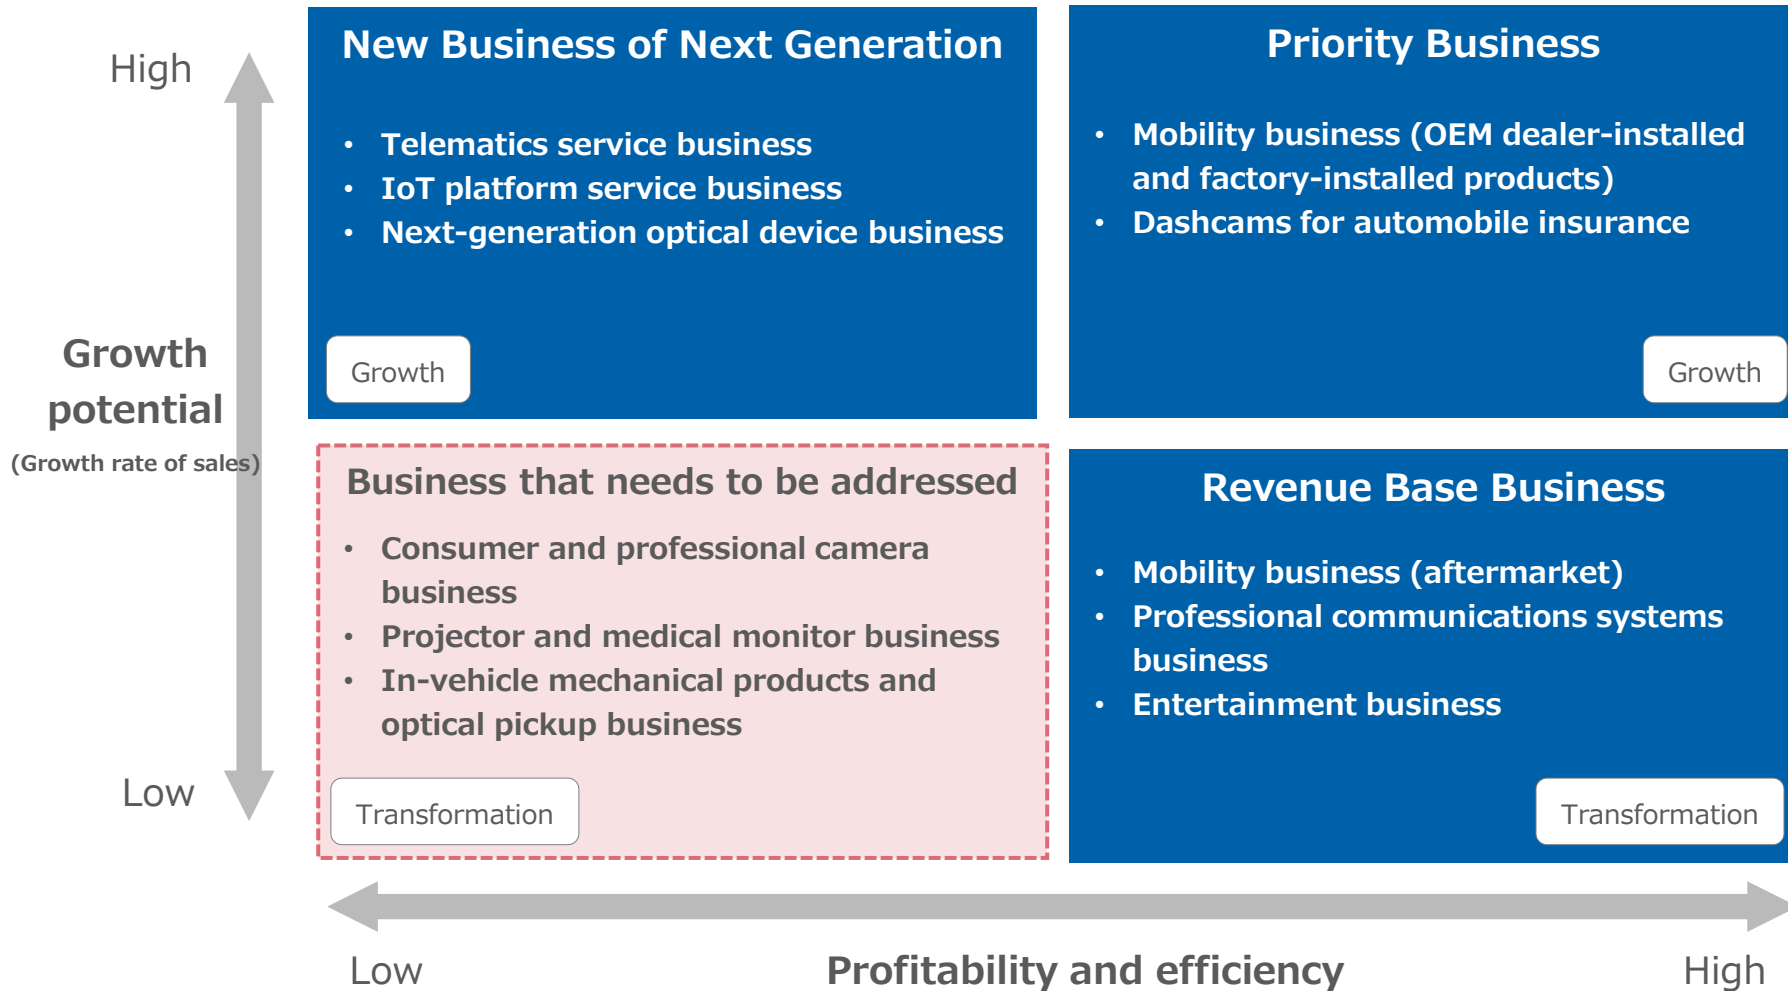 High
Growth
potential
(Growth rate of sales)
Low
New Business of Next Generation
• Telematics service business
• IoT platform service business
• Next-generation optical device business
Growth
Priority Business
• Mobility business (OEM dealer-installed
and factory-installed products)
• Dashcams for automobile insurance
Growth
Business that needs to be addressed
• Consumer and professional camera
business
• Projector and medical monitor business
• In-vehicle mechanical products and
optical pickup business
Transformation
Revenue Base Business
• Mobility business (aftermarket)
• Professional communications systems
business
• Entertainment business
Transformation
Low
Profitability and efficiency
High